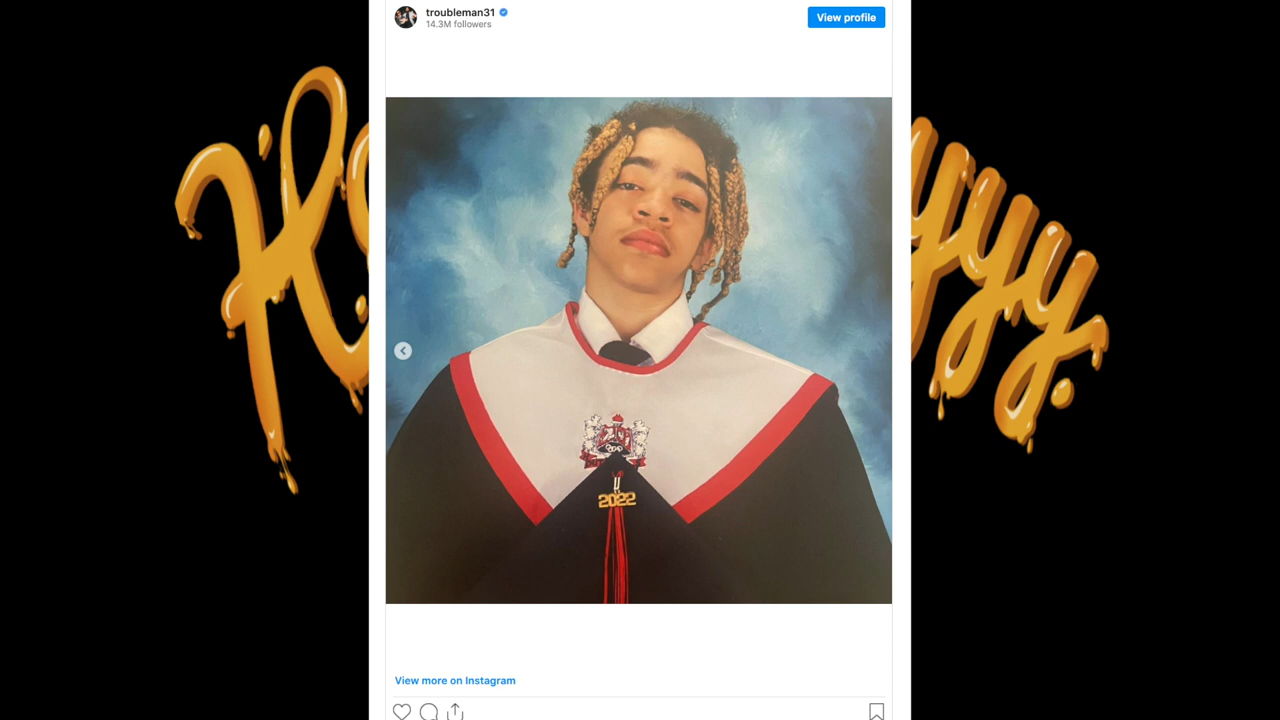 troubleman31
14.3M followers
View profile
2022
View more on Instagram